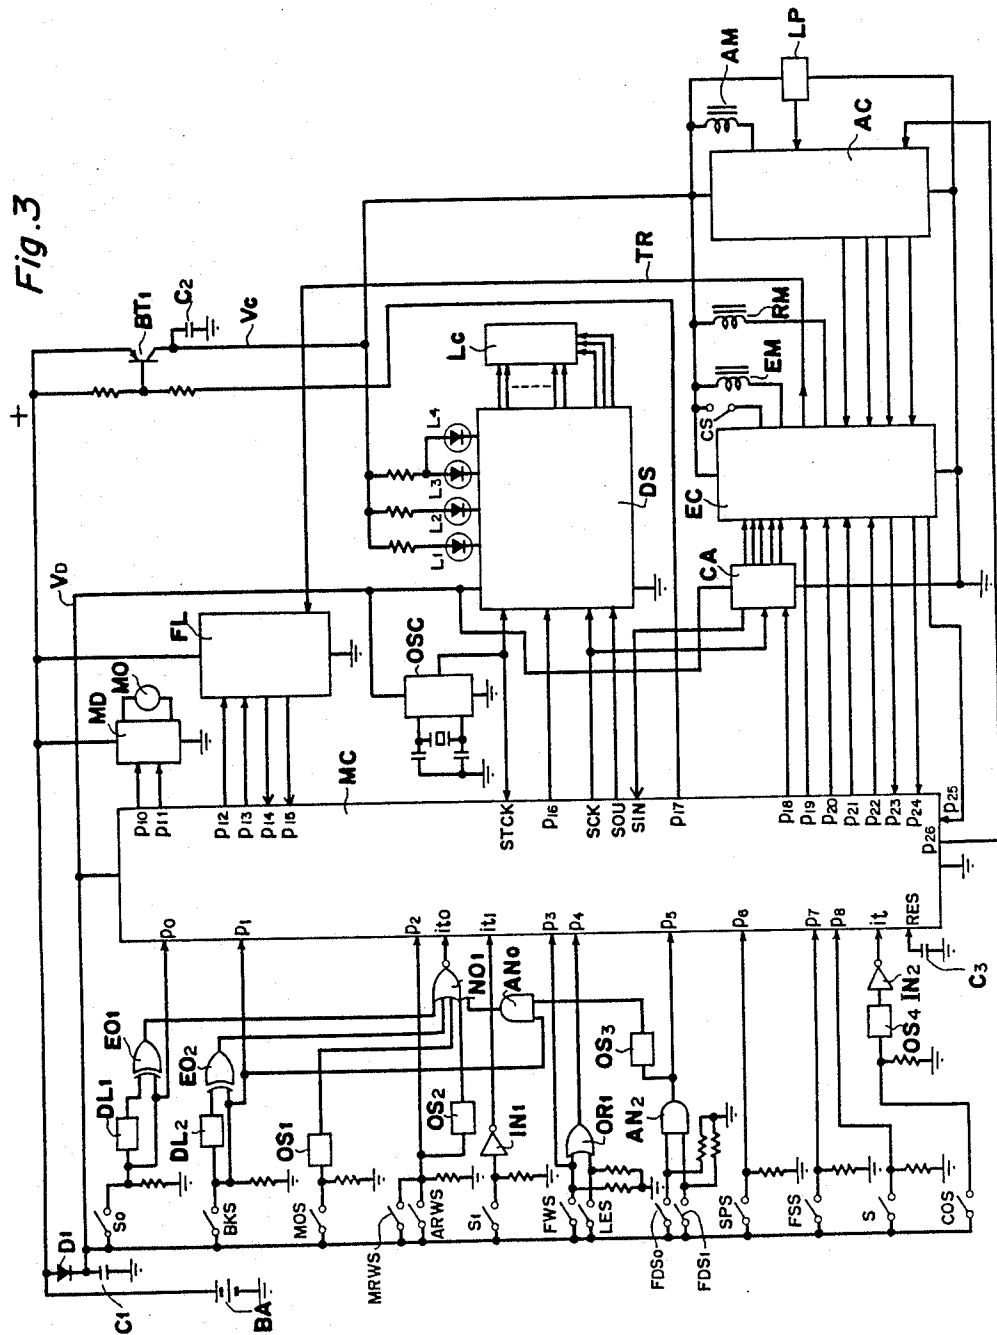 Fig.3
+
BT1
C2
Vc
VD
FL
MD
MO
MC
OSC
L1
L2
L3
L4
Lc
DS
TR
AM
LP
AC
RM
EM
CS
EC
CA
p10
p11
p12
p13
p14
p15
STCK
p16
SCK
SOU
SIN
p17
p18
p19
p20
p21
p22
p23
p24
p25
p26
p0
p1
p2
it0
it1
p3
p4
p5
p6
p7
p8
it
RES
EO1
EO2
NO1
AN0
DL1
DL2
OS1
OS2
IN1
OR1
OS3
AN2
OS4
IN2
C3
S0
BKS
MOS
MRWS
ARWS
S1
FWS
LES
FDS0
FDS1
SPS
FSS
S
COS
D1
C1
BA